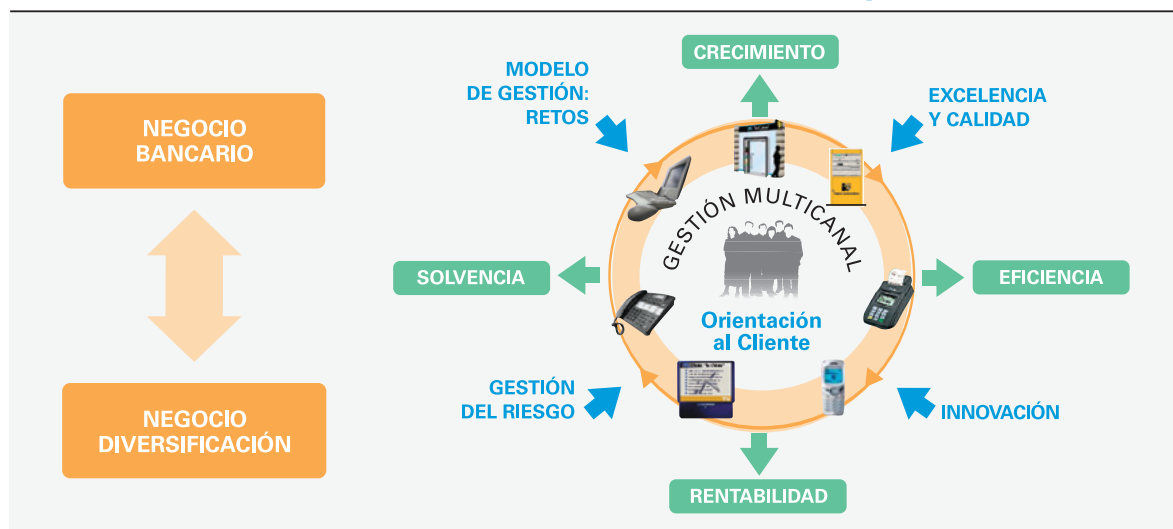 NEGOCIO
BANCARIO
NEGOCIO
DIVERSIFICACIÓN
CRECIMIENTO
MODELO
DE GESTIÓN:
RETOS
EXCELENCIA
Y CALIDAD
GESTIÓN MULTICANAL
SOLVENCIA
EFICIENCIA
Orientación
al Cliente
GESTIÓN
DEL RIESGO
INNOVACIÓN
RENTABILIDAD